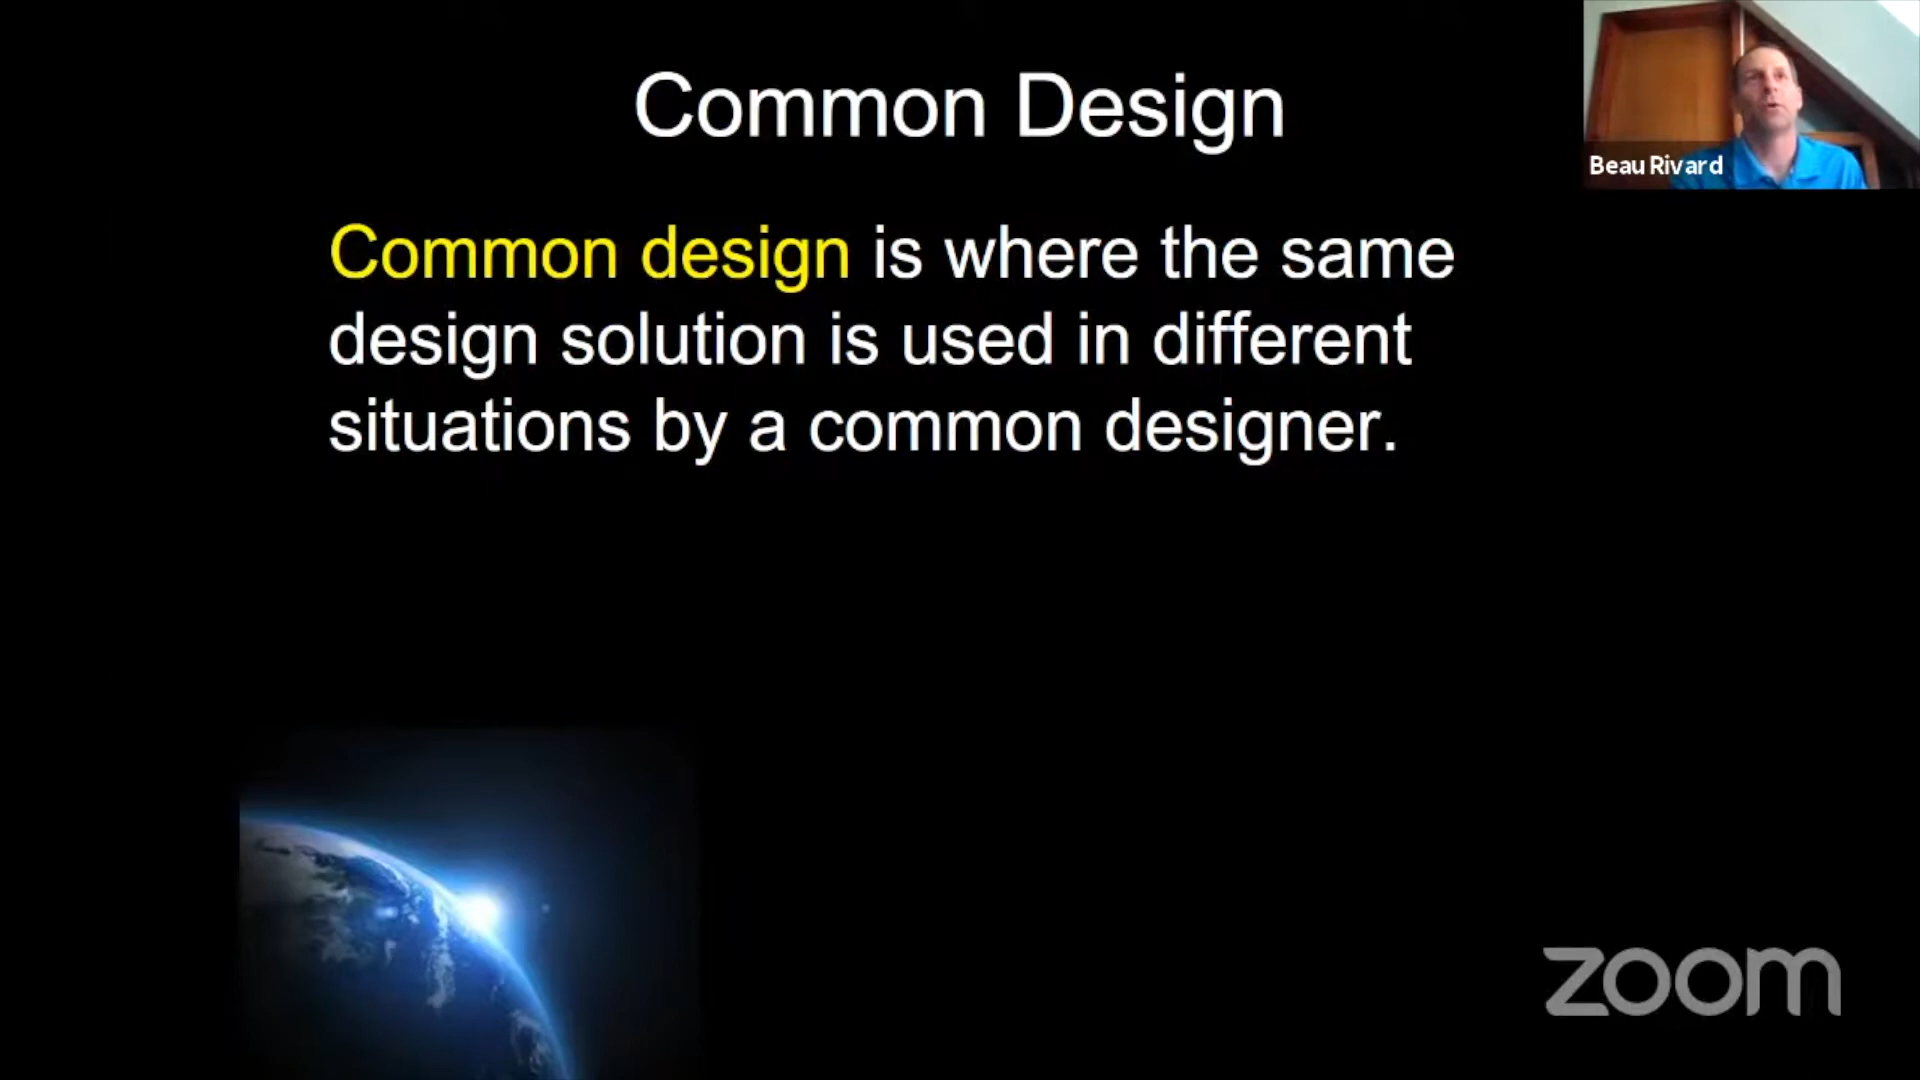 Common Design
Beau Rivard
Common design is where the same
design solution is used in different
situations by a common designer.
zoom